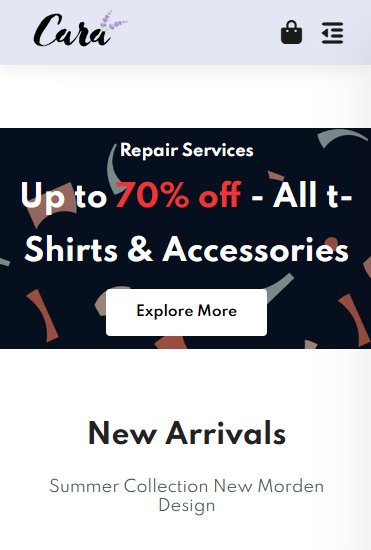 Cara
Repair Services
Up to 70% off - All t-
Shirts & Accessories
Explore More
New Arrivals
Summer Collection New Morden
Design